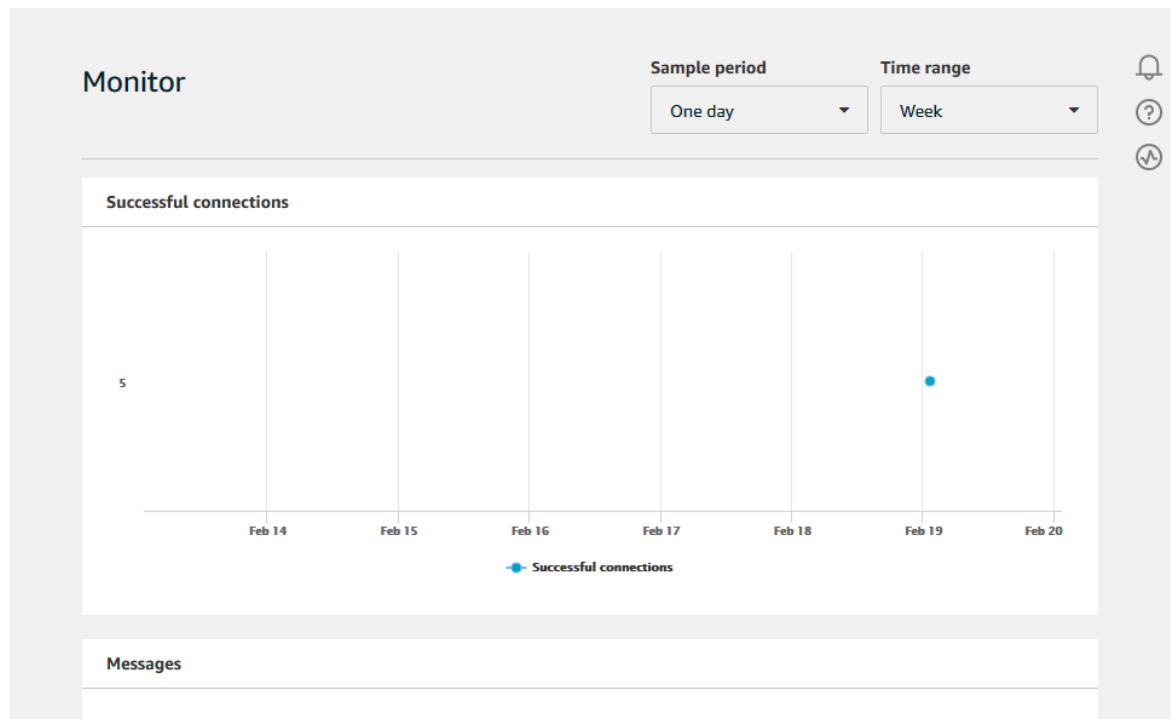 Monitor
Sample period
Time range
One day
Week
Successful connections
5
Feb 14 Feb 15 Feb 16 Feb 17 Feb 18 Feb 19 Feb 20
Successful connections
Messages